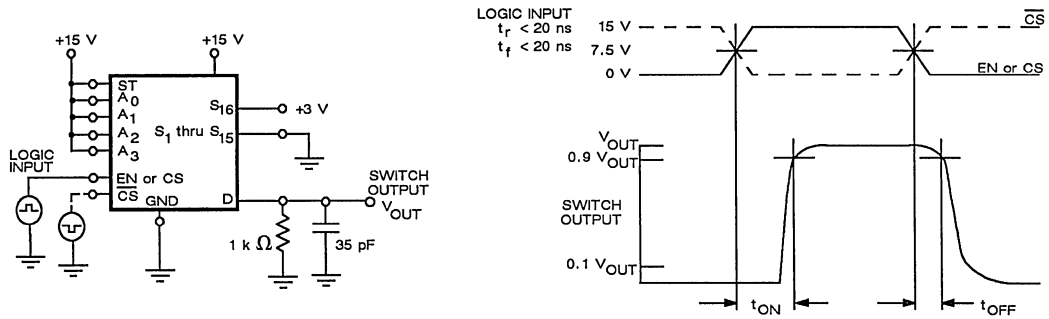 +15 V
+15 V
ST
A0
A1
A2
A3
S16
+3 V
S1 thru S15
LOGIC
INPUT
EN or CS
CS
GND
D
SWITCH
OUTPUT
VOUT
1 k Ω
35 pF
LOGIC INPUT
tr < 20 ns
tf < 20 ns
15 V
7.5 V
0 V
CS
EN or CS
VOUT
0.9 VOUT
SWITCH
OUTPUT
0.1 VOUT
tON
tOFF